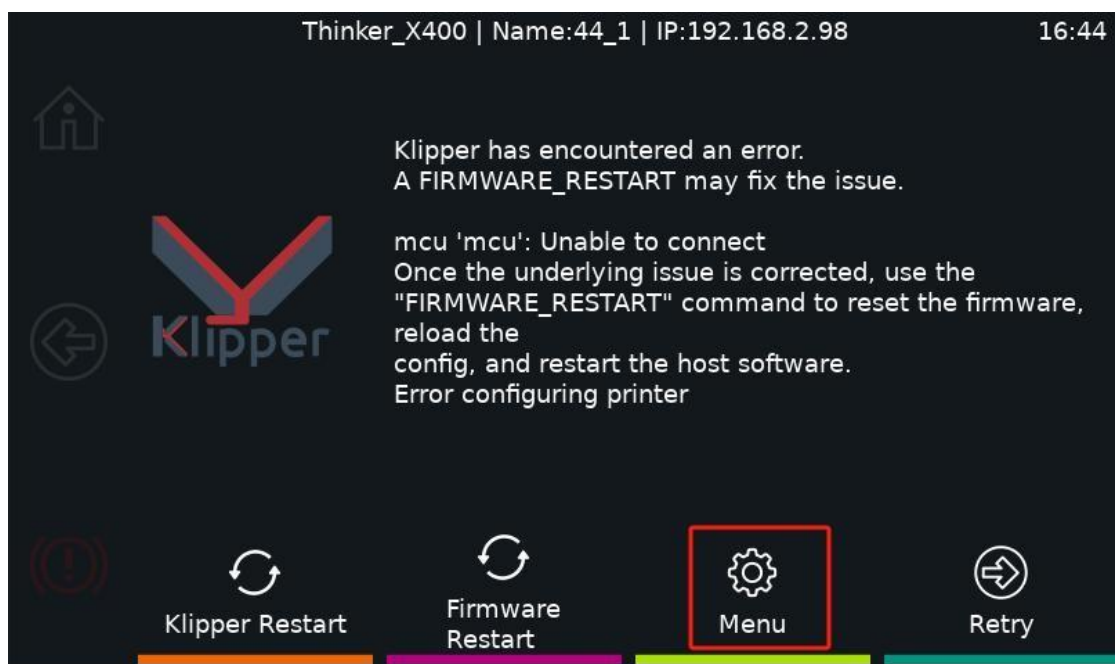 Thinker_X400 | Name:44_1 | IP:192.168.2.98 16:44
Klipper has encountered an error.
A FIRMWARE_RESTART may fix the issue.
mcu 'mcu': Unable to connect
Once the underlying issue is corrected, use the
"FIRMWARE_RESTART" command to reset the firmware,
reload the
config, and restart the host software.
Error configuring printer
Klipper
Klipper Restart
Firmware
Restart
Menu
Retry